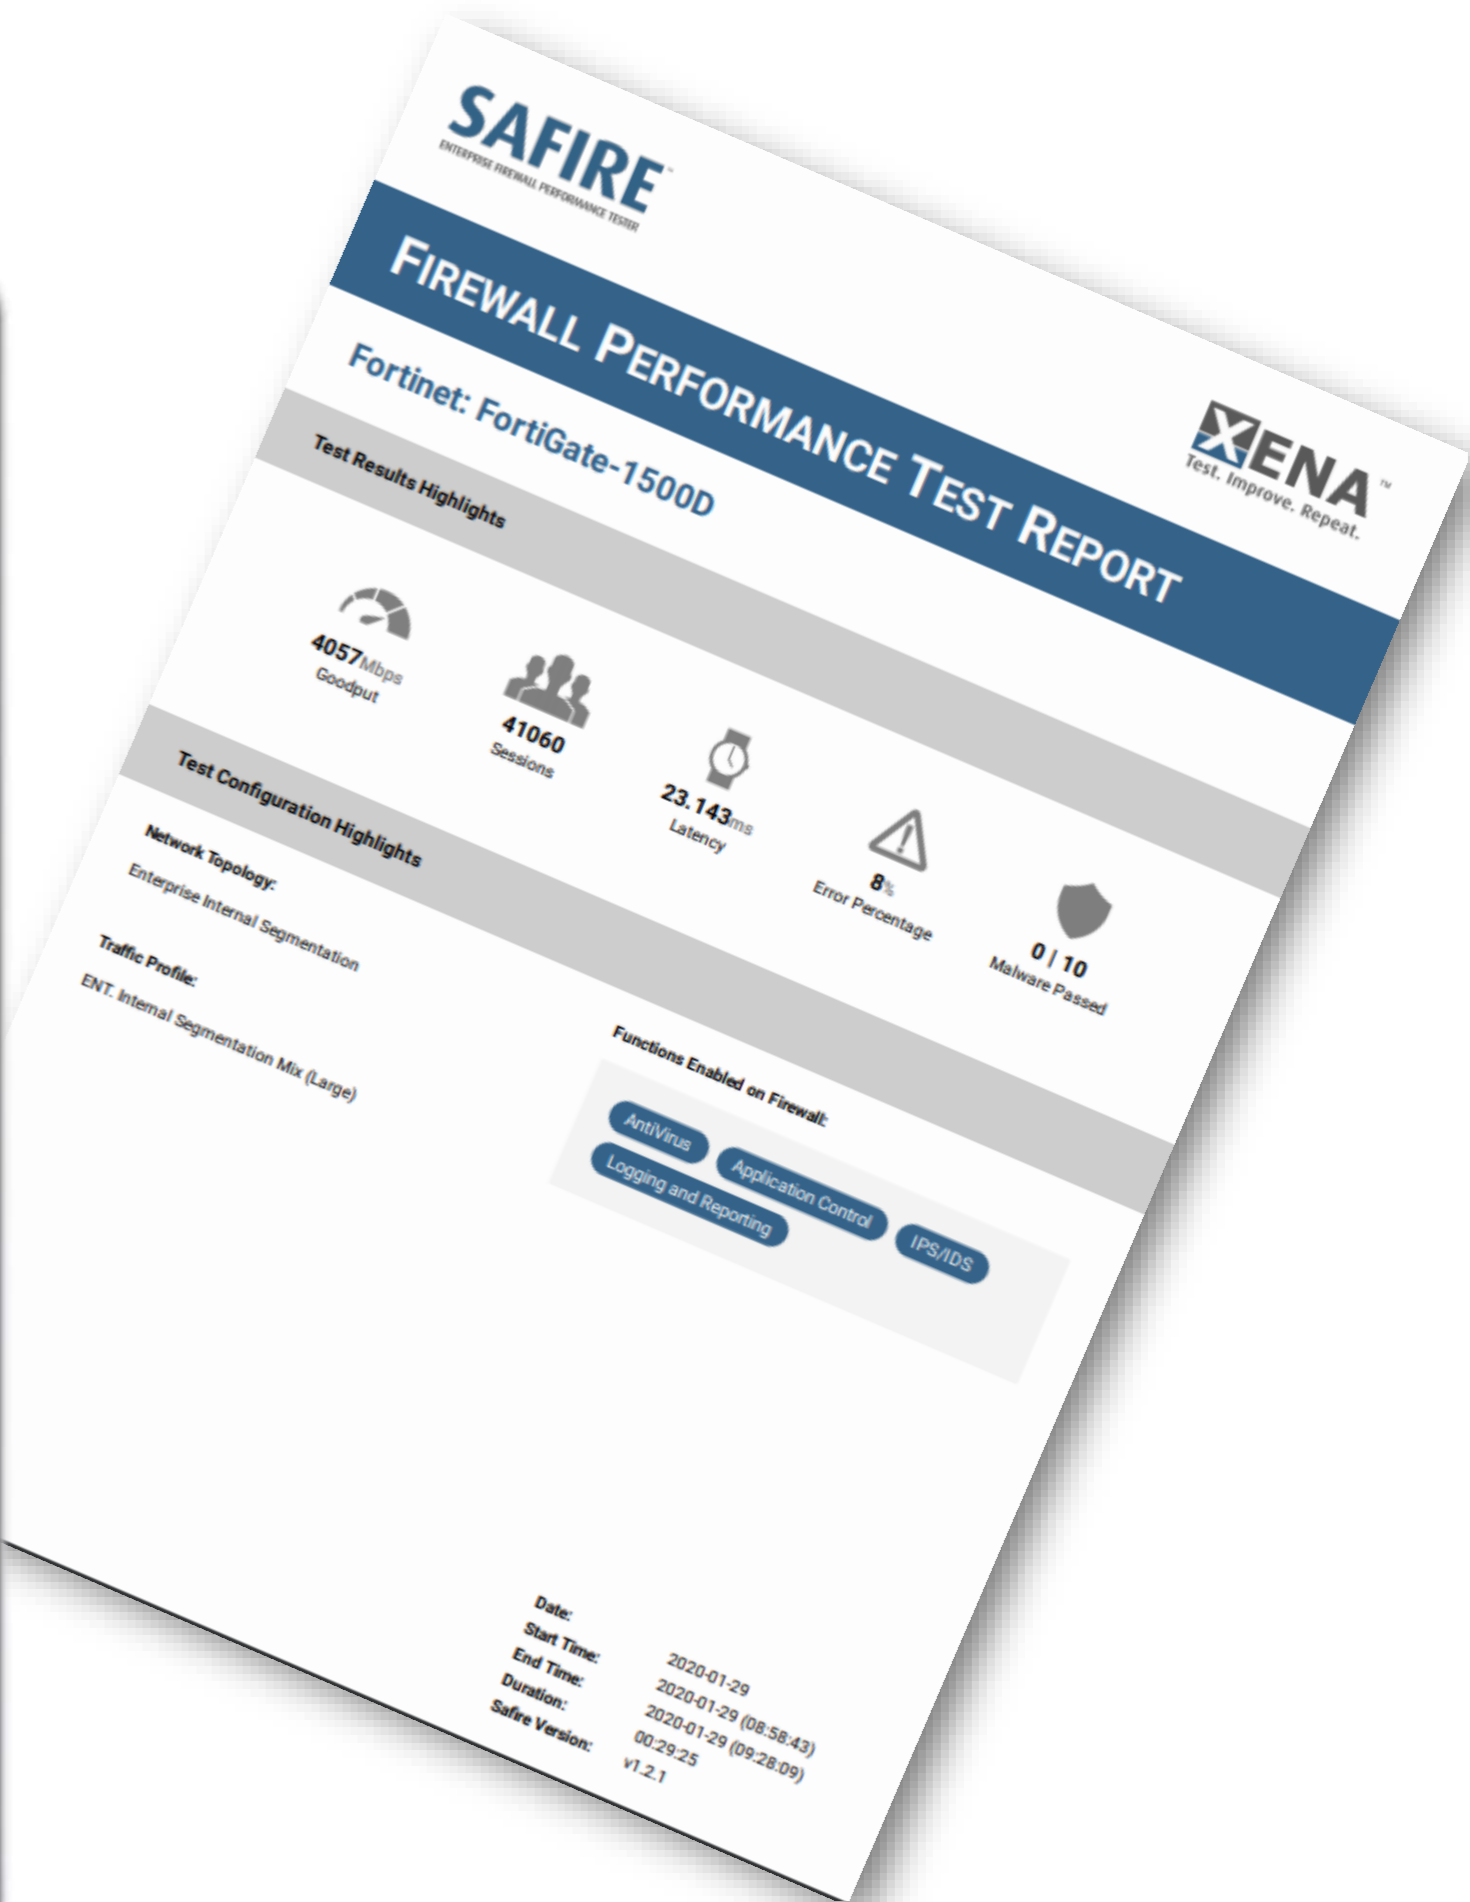 SAFIRE™
ENTERPRISE FIREWALL PERFORMANCE TESTER
XENA™
Test. Improve. Repeat.
FIREWALL PERFORMANCE TEST REPORT
Fortinet: FortiGate-1500D
Test Results Highlights
4057Mbps
Goodput
41060
Sessions
23.143ms
Latency
8%
Error Percentage
0 / 10
Malware Passed
Test Configuration Highlights
Network Topology:
Enterprise Internal Segmentation
Traffic Profile:
ENT. Internal Segmentation Mix (Large)
Functions Enabled on Firewall:
AntiVirus Application Control IPS/IDS
Logging and Reporting
Date: 2020-01-29
Start Time: 2020-01-29 (08:58:43)
End Time: 2020-01-29 (09:28:09)
Duration: 00:29:25
Safire Version: v1.2.1